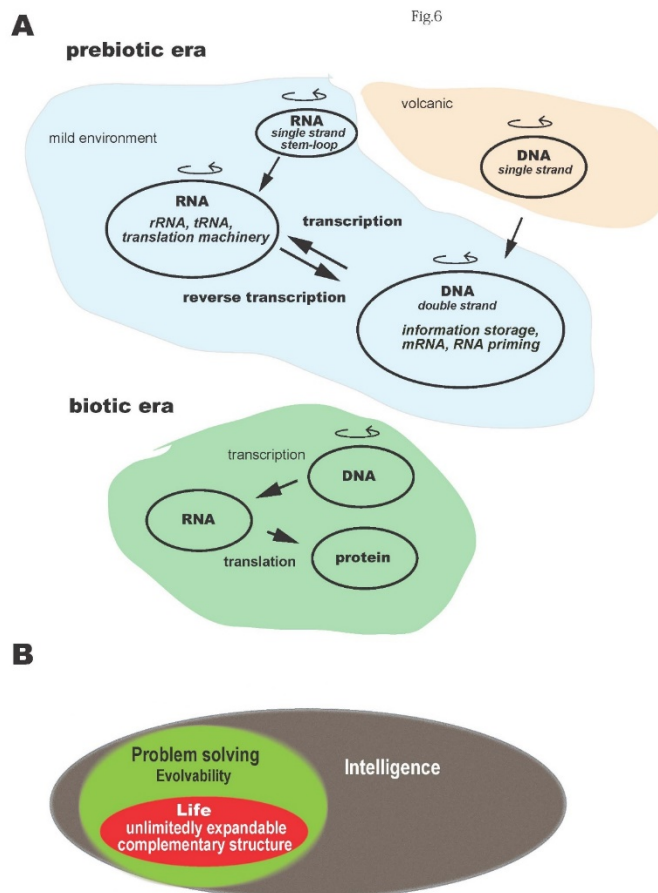 Fig.6
A
prebiotic era
mild environment
RNA
single strand
stem-loop
volcanic
DNA
single strand
RNA
rRNA, tRNA,
translation machinery
transcription
reverse transcription
DNA
double strand
information storage,
mRNA, RNA priming
biotic era
transcription
DNA
RNA
translation
protein
B
Problem solving
Evolvability
Intelligence
Life
unlimitedly expandable
complementary structure